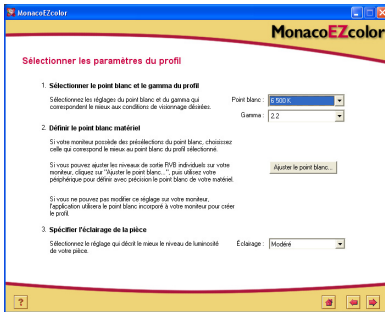 MonacoEZcolor
MonacoEZcolor
Sélectionner les paramètres du profil
1. Sélectionner le point blanc et le gamma du profil
Sélectionnez les réglages du point blanc et du gamma qui
correspondent le mieux aux conditions de visionnage désirées.
Point blanc : 6 500 K
Gamma : 2.2
2. Définir le point blanc matériel
Si votre moniteur possède des présélections du point blanc, choisissez
celle qui correspond le mieux au point blanc du profil sélectionné.
Si vous pouvez ajuster les niveaux de sortie RVB individuels sur votre
moniteur, cliquez sur "Ajuster le point blanc...", puis utilisez votre
périphérique pour définir avec précision le point blanc de votre matériel.
Ajuster le point blanc...
Si vous ne pouvez pas modifier ce réglage sur votre moniteur,
l'application utilisera le point blanc incorporé à votre moniteur pour créer
le profil.
3. Spécifier l'éclairage de la pièce
Sélectionnez le réglage qui décrit le mieux le niveau de luminosité
de votre pièce.
Éclairage : Modéré
?